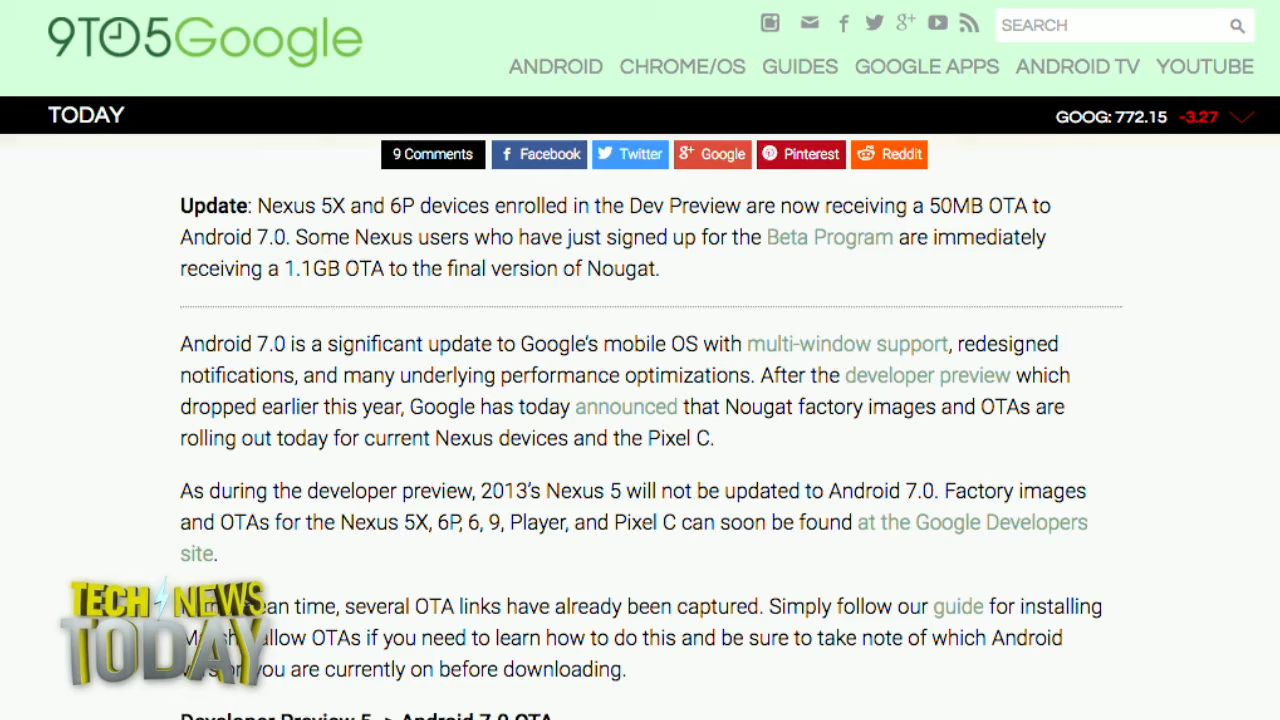 9TO5Google
SEARCH
ANDROID CHROME/OS GUIDES GOOGLE APPS ANDROID TV YOUTUBE
TODAY GOOG: 772.15 -3.27
9 Comments Facebook Twitter Google Pinterest Reddit
Update: Nexus 5X and 6P devices enrolled in the Dev Preview are now receiving a 50MB OTA to
Android 7.0. Some Nexus users who have just signed up for the Beta Program are immediately
receiving a 1.1GB OTA to the final version of Nougat.
Android 7.0 is a significant update to Google's mobile OS with multi-window support, redesigned
notifications, and many underlying performance optimizations. After the developer preview which
dropped earlier this year, Google has today announced that Nougat factory images and OTAs are
rolling out today for current Nexus devices and the Pixel C.
As during the developer preview, 2013's Nexus 5 will not be updated to Android 7.0. Factory images
and OTAs for the Nexus 5X, 6P, 6, 9, Player, and Pixel C can soon be found at the Google Developers
site.
time, several OTA links have already been captured. Simply follow our guide for installing
OTAs if you need to learn how to do this and be sure to take note of which Android
you are currently on before downloading.
TECH NEWS
TODAY
Developer Preview 5 -> Android 7.0 OTA